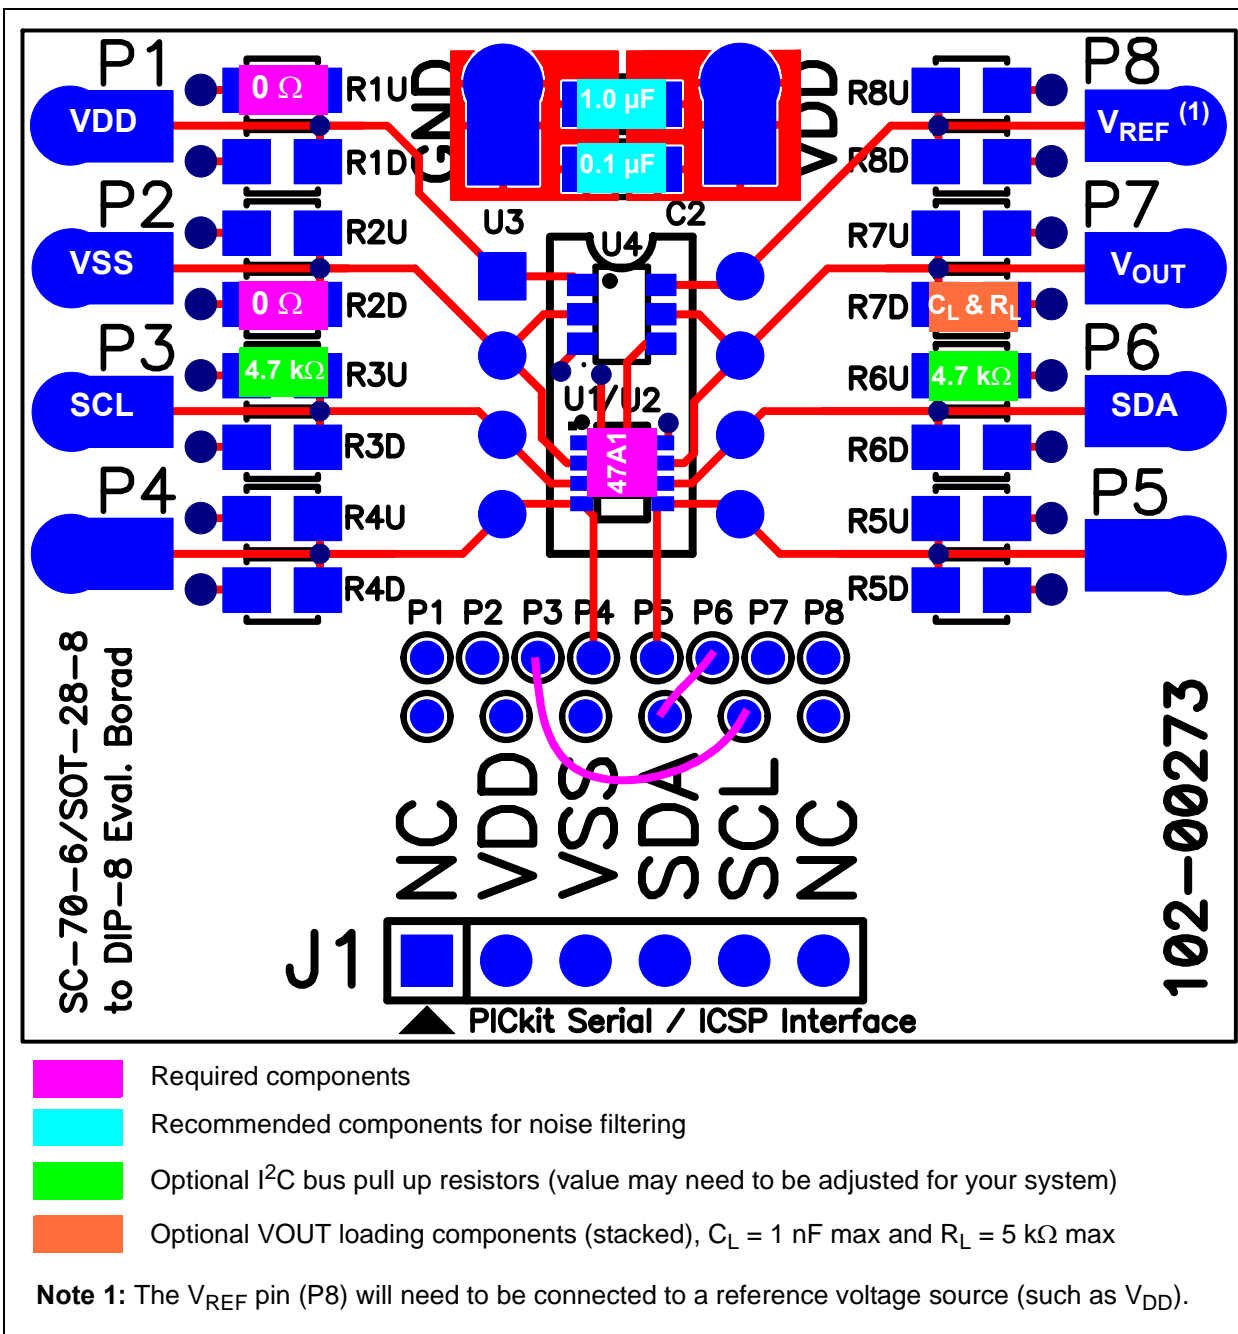 P1
VDD
0 Ω
R1U
R1D
GND
1.0 µF
0.1 µF
VDD
R8U
R8D
P8
VREF (1)
P2
VSS
R2U
0 Ω
R2D
U3
C2
U4
R7U
CL & RL
R7D
P7
VOUT
P3
SCL
4.7 kΩ
R3U
R3D
U1/U2
47A1
R6U
4.7 kΩ
R6D
P6
SDA
P4
R4U
R4D
R5U
R5D
P5
P1 P2 P3 P4 P5 P6 P7 P8
NC VDD VSS SDA SCL NC
SC-70-6/SOT-28-8
to DIP-8 Eval. Borad
102-00273
J1
PICkit Serial / ICSP Interface
Required components
Recommended components for noise filtering
Optional I2C bus pull up resistors (value may need to be adjusted for your system)
Optional VOUT loading components (stacked), CL = 1 nF max and RL = 5 kΩ max
Note 1: The VREF pin (P8) will need to be connected to a reference voltage source (such as VDD).